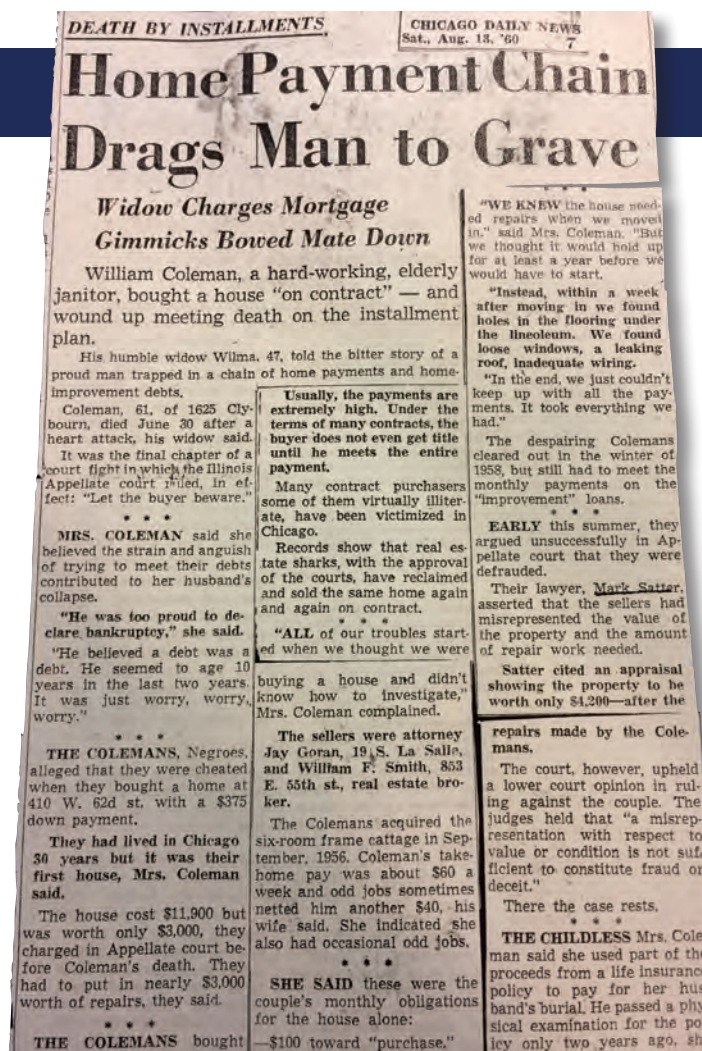 DEATH BY INSTALLMENTS
CHICAGO DAILY NEWS
Sat., Aug. 13, '60 7
Home Payment Chain
Drags Man to Grave
Widow Charges Mortgage
Gimmicks Bowed Mate Down
William Coleman, a hard-working, elderly
janitor, bought a house "on contract" — and
wound up meeting death on the installment
plan.
His humble widow Wilma, 47, told the bitter story of a
proud man trapped in a chain of home payments and home-
improvement debts.
Coleman, 61, of 1625 Cly-
bourn, died June 30 after a
heart attack, his widow said.
It was the final chapter of a
court fight in which the Illinois
Appellate court ruled, in ef-
fect: "Let the buyer beware."
* * *
MRS. COLEMAN said she
believed the strain and anguish
of trying to meet their debts
contributed to her husband's
collapse.
"He was too proud to de-
clare bankruptcy," she said.
"He believed a debt was a
debt. He seemed to age 10
years in the last two years.
It was just worry, worry,
worry."
* * *
THE COLEMANS, Negroes,
alleged that they were cheated
when they bought a home at
410 W. 62d st. with a $375
down payment.
They had lived in Chicago
30 years but it was their
first house, Mrs. Coleman
said.
The house cost $11,900 but
was worth only $3,000, they
charged in Appellate court be-
fore Coleman's death. They
had to put in nearly $3,000
worth of repairs, they said.
* * *
THE COLEMANS bought
Usually, the payments are
extremely high. Under the
terms of many contracts, the
buyer does not even get title
until he meets the entire
payment.
Many contract purchasers
some of them virtually illiter-
ate, have been victimized in
Chicago.
Records show that real es-
tate sharks, with the approval
of the courts, have reclaimed
and sold the same home again
and again on contract.
* * *
"ALL of our troubles start-
ed when we thought we were
buying a house and didn't
know how to investigate,"
Mrs. Coleman complained.
The sellers were attorney
Jay Goran, 19 S. La Salle,
and William F. Smith, 853
E. 55th st., real estate bro-
ker.
The Colemans acquired the
six-room frame cattage in Sep-
tember, 1956. Coleman's take-
home pay was about $60 a
week and odd jobs sometimes
netted him another $40, his
wife said. She indicated she
also had occasional odd jobs.
* * *
SHE SAID these were the
couple's monthly obligations
for the house alone:
—$100 toward "purchase."
* * *
"WE KNEW the house need-
ed repairs when we moved
in." said Mrs. Coleman. "But
we thought it would hold up
for at least a year before we
would have to start.
"Instead, within a week
after moving in we found
holes in the flooring under
the lineoleum. We found
loose windows, a leaking
roof, inadequate wiring.
"In the end, we just couldn't
keep up with all the pay-
ments. It took everything we
had."
The despairing Colemans
cleared out in the winter of
1958, but still had to meet the
monthly payments on the
"improvement" loans.
* * *
EARLY this summer, they
argued unsuccessfully in Ap-
pellate court that they were
defrauded.
Their lawyer, Mark Satter,
asserted that the sellers had
misrepresented the value of
the property and the amount
of repair work needed.
Satter cited an appraisal
showing the property to be
worth only $4,200—after the
repairs made by the Cole-
mans.
The court, however, upheld
a lower court opinion in rul-
ing against the couple. The
judges held that "a misrep-
resentation with respect to
value or condition is not suf-
ficient to constitute fraud or
deceit."
There the case rests.
* * *
THE CHILDLESS Mrs. Cole
man said she used part of the
proceeds from a life insurance
policy to pay for her hus
band's burial. He passed a phy
sical examination for the po
icy only two years ago, sh